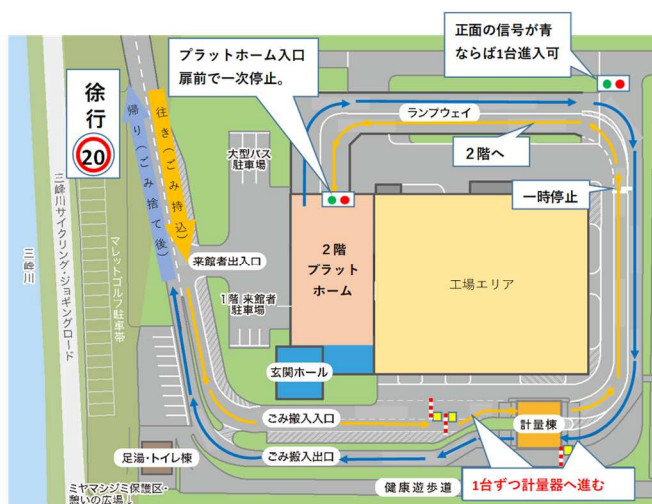 プラットホーム入口
扉前で一次停止。
正面の信号が青
ならば1台進入可
徐行
20
往き(ごみ持込)
帰り(ごみ捨て後)
ランプウェイ
2階へ
一時停止
大型バス
駐車場
三峰川サイクリング・ジョギングロード
三峰川
マレットゴルフ駐車帯
来館者出入口
1階 来館者
駐車場
2階
プラット
ホーム
工場エリア
玄関ホール
ごみ搬入入口
計量棟
足湯・トイレ棟
ごみ搬入出口
1台ずつ計量器へ進む
ミヤマシジミ保護区・
憩いの広場↓
健康遊歩道